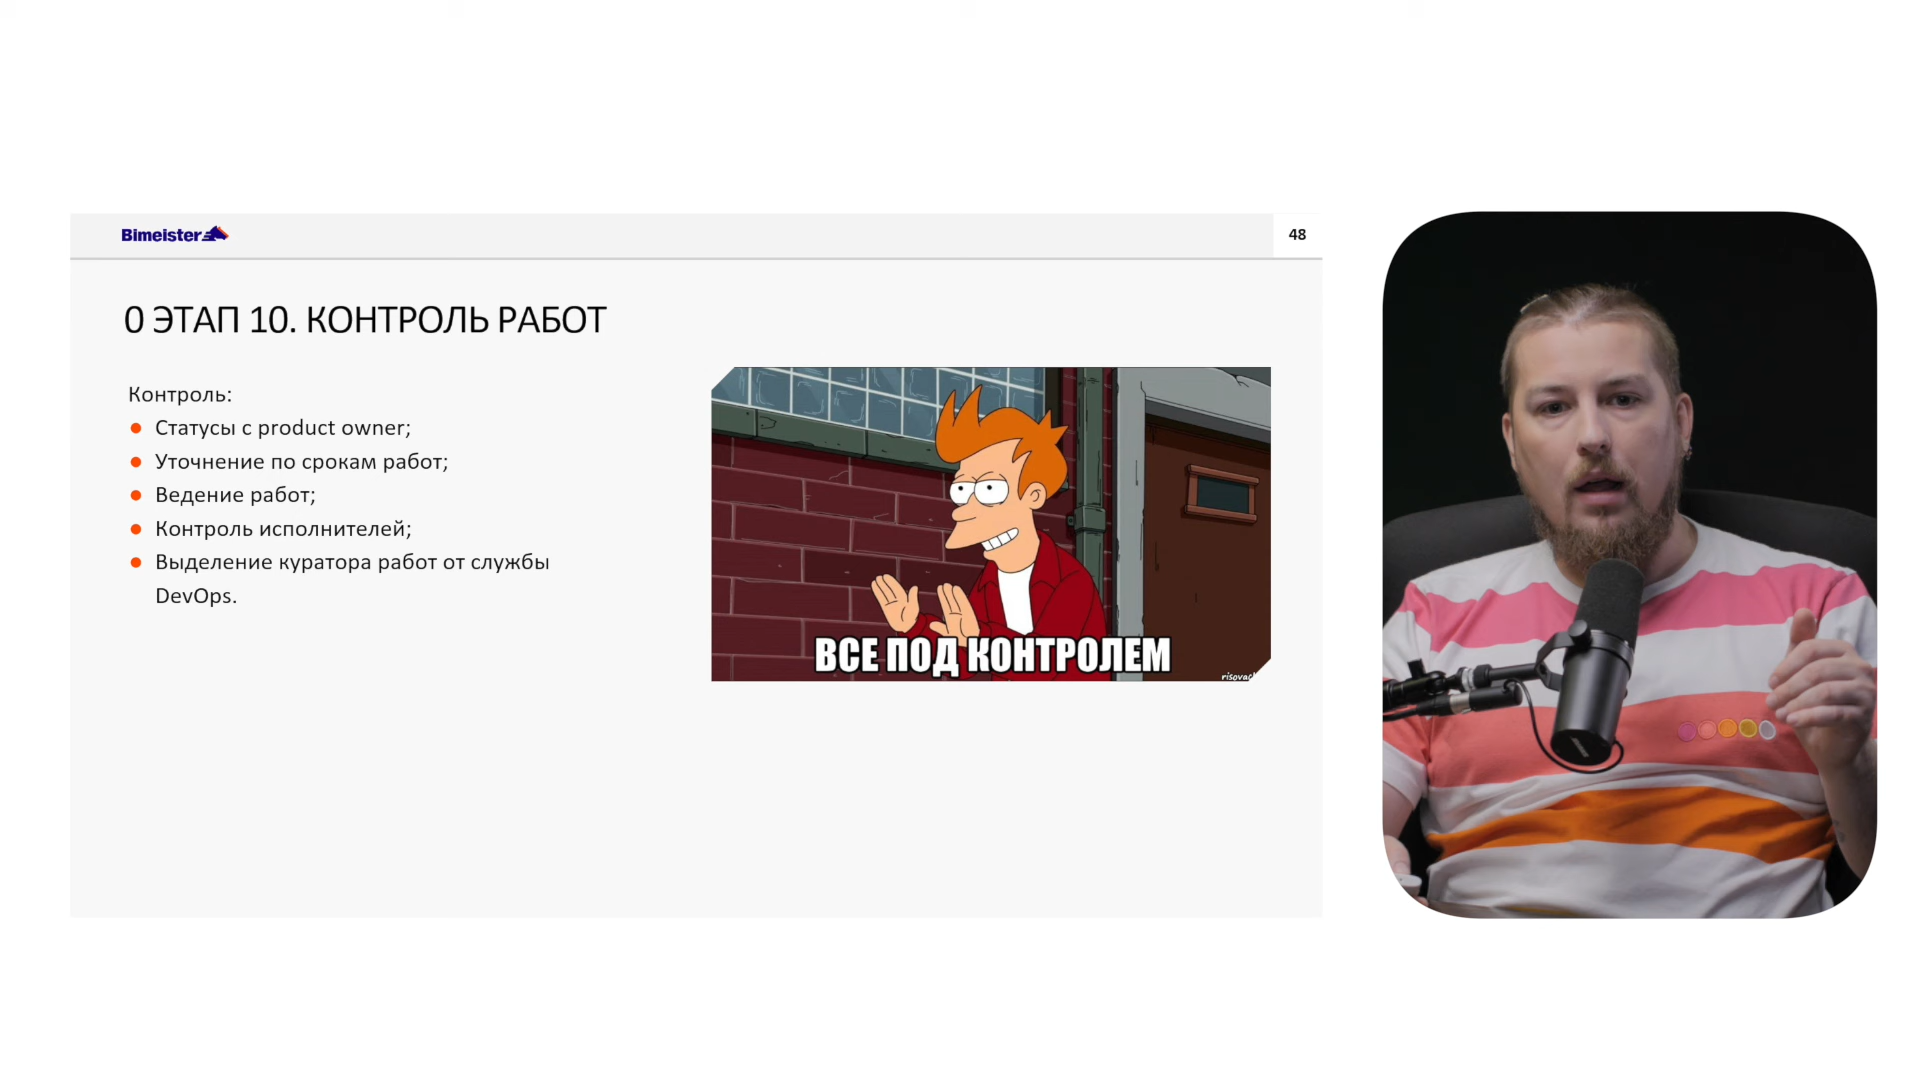 Bimeister
48
0 ЭТАП 10. КОНТРОЛЬ РАБОТ
Контроль:
Статусы с product owner;
Уточнение по срокам работ;
Ведение работ;
Контроль исполнителей;
Выделение куратора работ от службы
DevOps.
ВСЕ ПОД КОНТРОЛЕМ